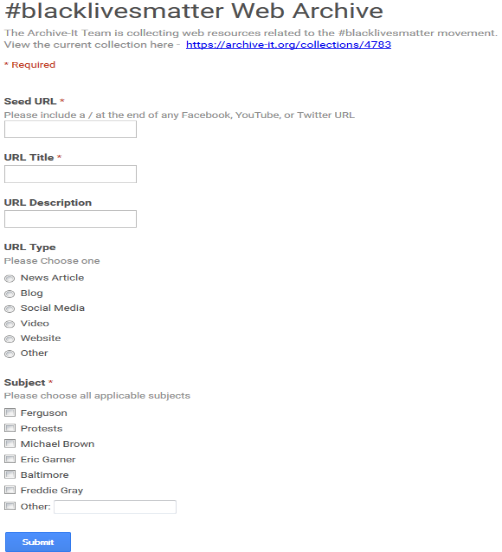 #blacklivesmatter Web Archive
The Archive-It Team is collecting web resources related to the #blacklivesmatter movement.
View the current collection here - https://archive-it.org/collections/4783
* Required
Seed URL *
Please include a / at the end of any Facebook, YouTube, or Twitter URL
URL Title *
URL Description
URL Type
Please Choose one
News Article
Blog
Social Media
Video
Website
Other
Subject *
Please choose all applicable subjects
Ferguson
Protests
Michael Brown
Eric Garner
Baltimore
Freddie Gray
Other:
Submit